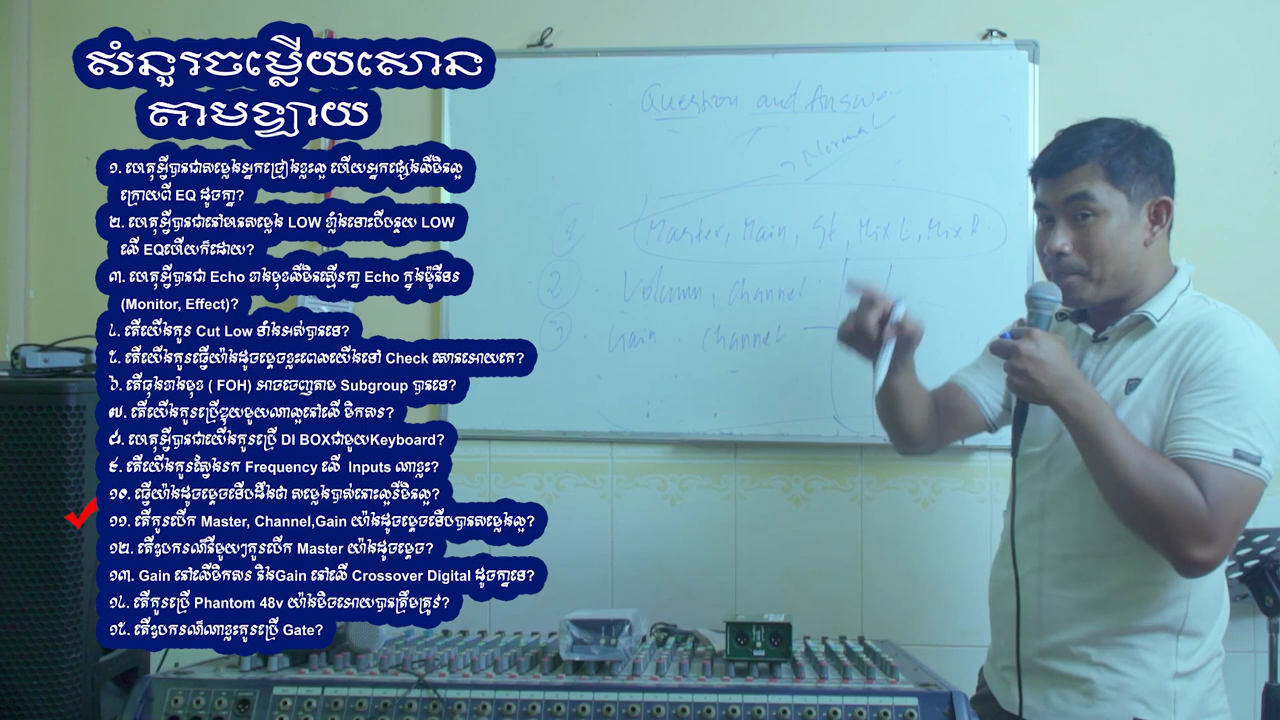 សំនួរចម្លើយសោន
តាមឡាយ
១. ហេតុអ្វីបានជាសម្លេងអ្នកច្រៀងខ្លះល្អ ហើយអ្នកផ្សេងលឺមិនល្អ
ក្រោយពី EQ ដូចគ្នា?
២. ហេតុអ្វីបានជានៅមានសម្លេង LOW ខ្លាំងទោះបីបន្ថយ LOW
លើ EQហើយក៏ដោយ?
៣. ហេតុអ្វីបានជា Echo ខាងមុខលឺមិនស្មើរគ្នា Echo ក្នុងម៉ូនីទ័រ
(Monitor, Effect)?
៤. តើយើងគួរ Cut Low ទាំងអស់បានទេ?
៥. តើយើងគួរធ្វើយ៉ាងដូចម្តេចខ្លះពេលយើងទៅ Check សោនអោយគេ?
៦. តើធុងខាងមុខ ( FOH) អាចចេញតាម Subgroup បានទេ?
៧. តើយើងគួរប្រើប៊ូយមួយណាល្អនៅលើ មិកសរ?
៨. ហេតុអ្វីបានជាយើងគួរប្រើ DI BOXជាមួយKeyboard?
៩. តើយើងគួរស្វែងរក Frequency លើ Inputs ណាខ្លះ?
១០. ធ្វើយ៉ាងដូចម្តេចទើបដឹងថា សម្លេងបាស់នោះល្អរឺមិនល្អ?
១១. តើគួរបើក Master, Channel,Gain យ៉ាងដូចម្តេចទើបបានសម្លេងល្អ?
១២. តើឧបករណ៍នីមួយៗគួរបើក Master យ៉ាងដូចម្តេច?
១៣. Gain នៅលើមិកសរ និងGain នៅលើ Crossover Digital ដូចគ្នាទេ?
១៤. តើគួរប្រើ Phantom 48v យ៉ាងមិចអោយបានត្រឹមត្រូវ?
១៥. តើឧបករណ៏ណាខ្លះគួរប្រើ Gate?
Question and Answer
Normal
1 Master, Main, St, Mix L, Mix R
2 . Volumn, channel
3 . Gain . channel